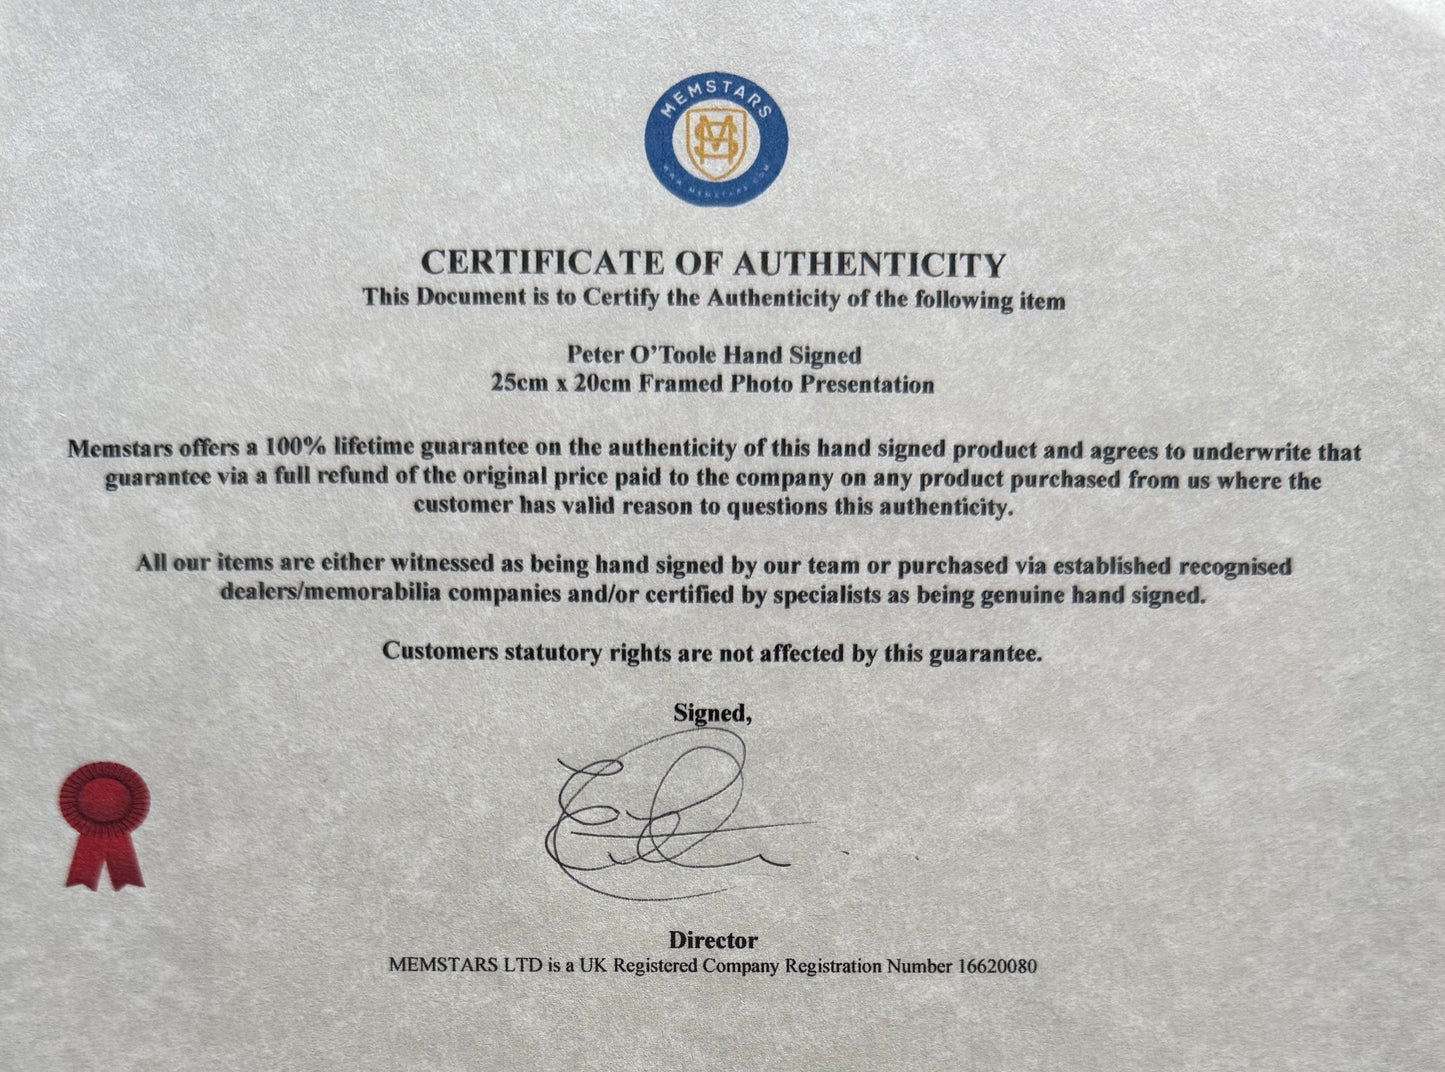 MEMSTARS
MS
WWW.MEMSTARS.COM
CERTIFICATE OF AUTHENTICITY
This Document is to Certify the Authenticity of the following item
Peter O’Toole Hand Signed
25cm x 20cm Framed Photo Presentation
Memstars offers a 100% lifetime guarantee on the authenticity of this hand signed product and agrees to underwrite that
guarantee via a full refund of the original price paid to the company on any product purchased from us where the
customer has valid reason to questions this authenticity.
All our items are either witnessed as being hand signed by our team or purchased via established recognised
dealers/memorabilia companies and/or certified by specialists as being genuine hand signed.
Customers statutory rights are not affected by this guarantee.
Signed,
Director
MEMSTARS LTD is a UK Registered Company Registration Number 16620080